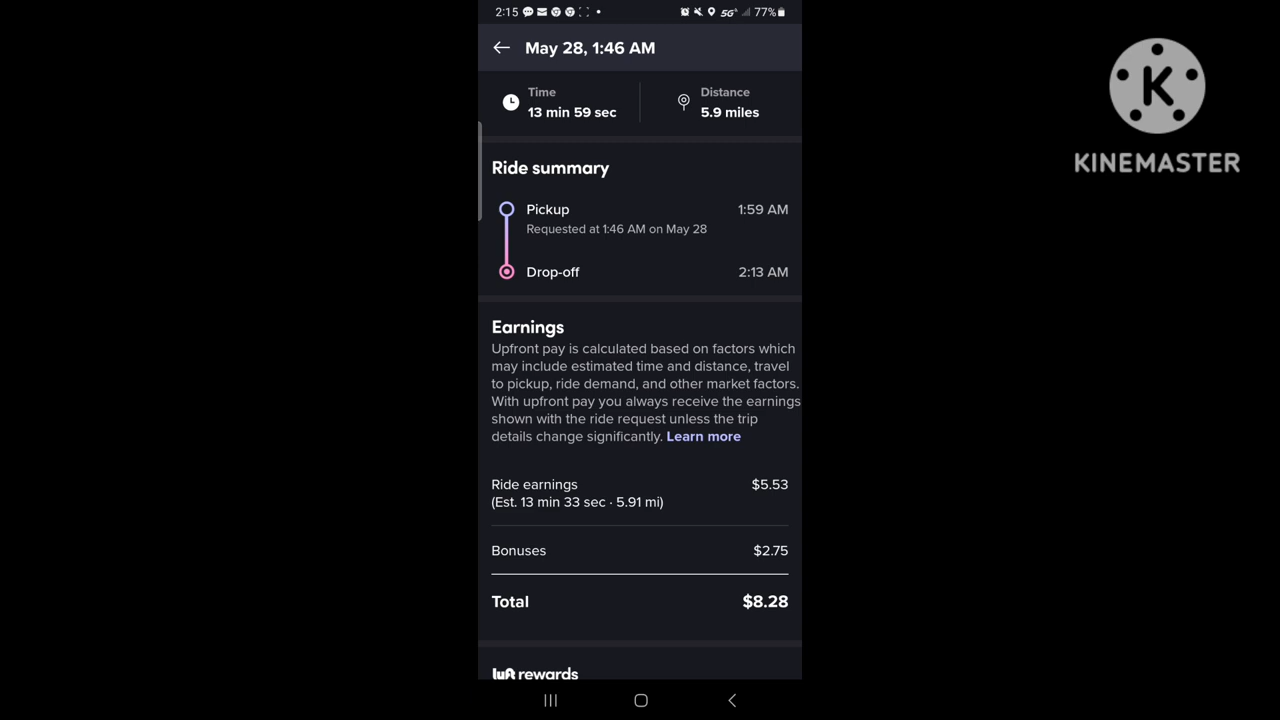 2:15
5G+
77%
May 28, 1:46 AM
Time
13 min 59 sec
Distance
5.9 miles
Ride summary
Pickup
1:59 AM
Requested at 1:46 AM on May 28
Drop-off
2:13 AM
Earnings
Upfront pay is calculated based on factors which
may include estimated time and distance, travel
to pickup, ride demand, and other market factors.
With upfront pay you always receive the earnings
shown with the ride request unless the trip
details change significantly. Learn more
Ride earnings
$5.53
(Est. 13 min 33 sec · 5.91 mi)
Bonuses
$2.75
Total
$8.28
lyft rewards
K
KINEMASTER